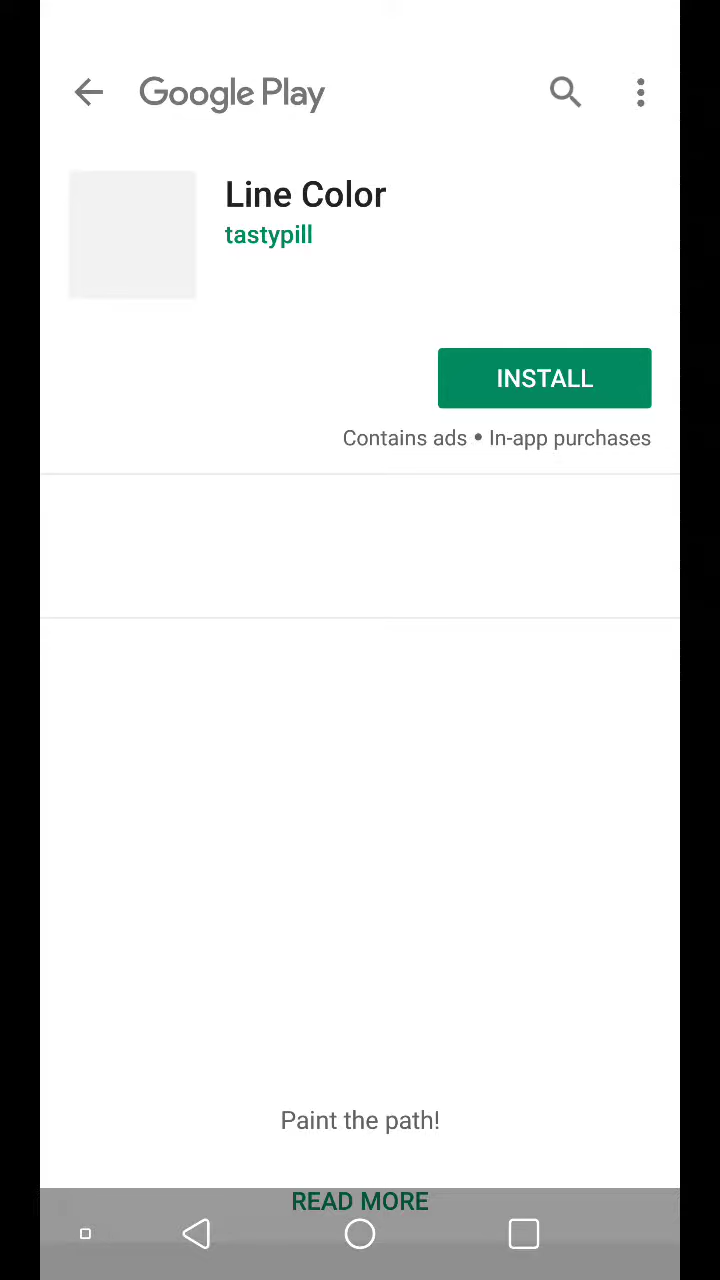 Google Play
Line Color
tastypill
INSTALL
Contains ads • In-app purchases
Paint the path!
READ MORE